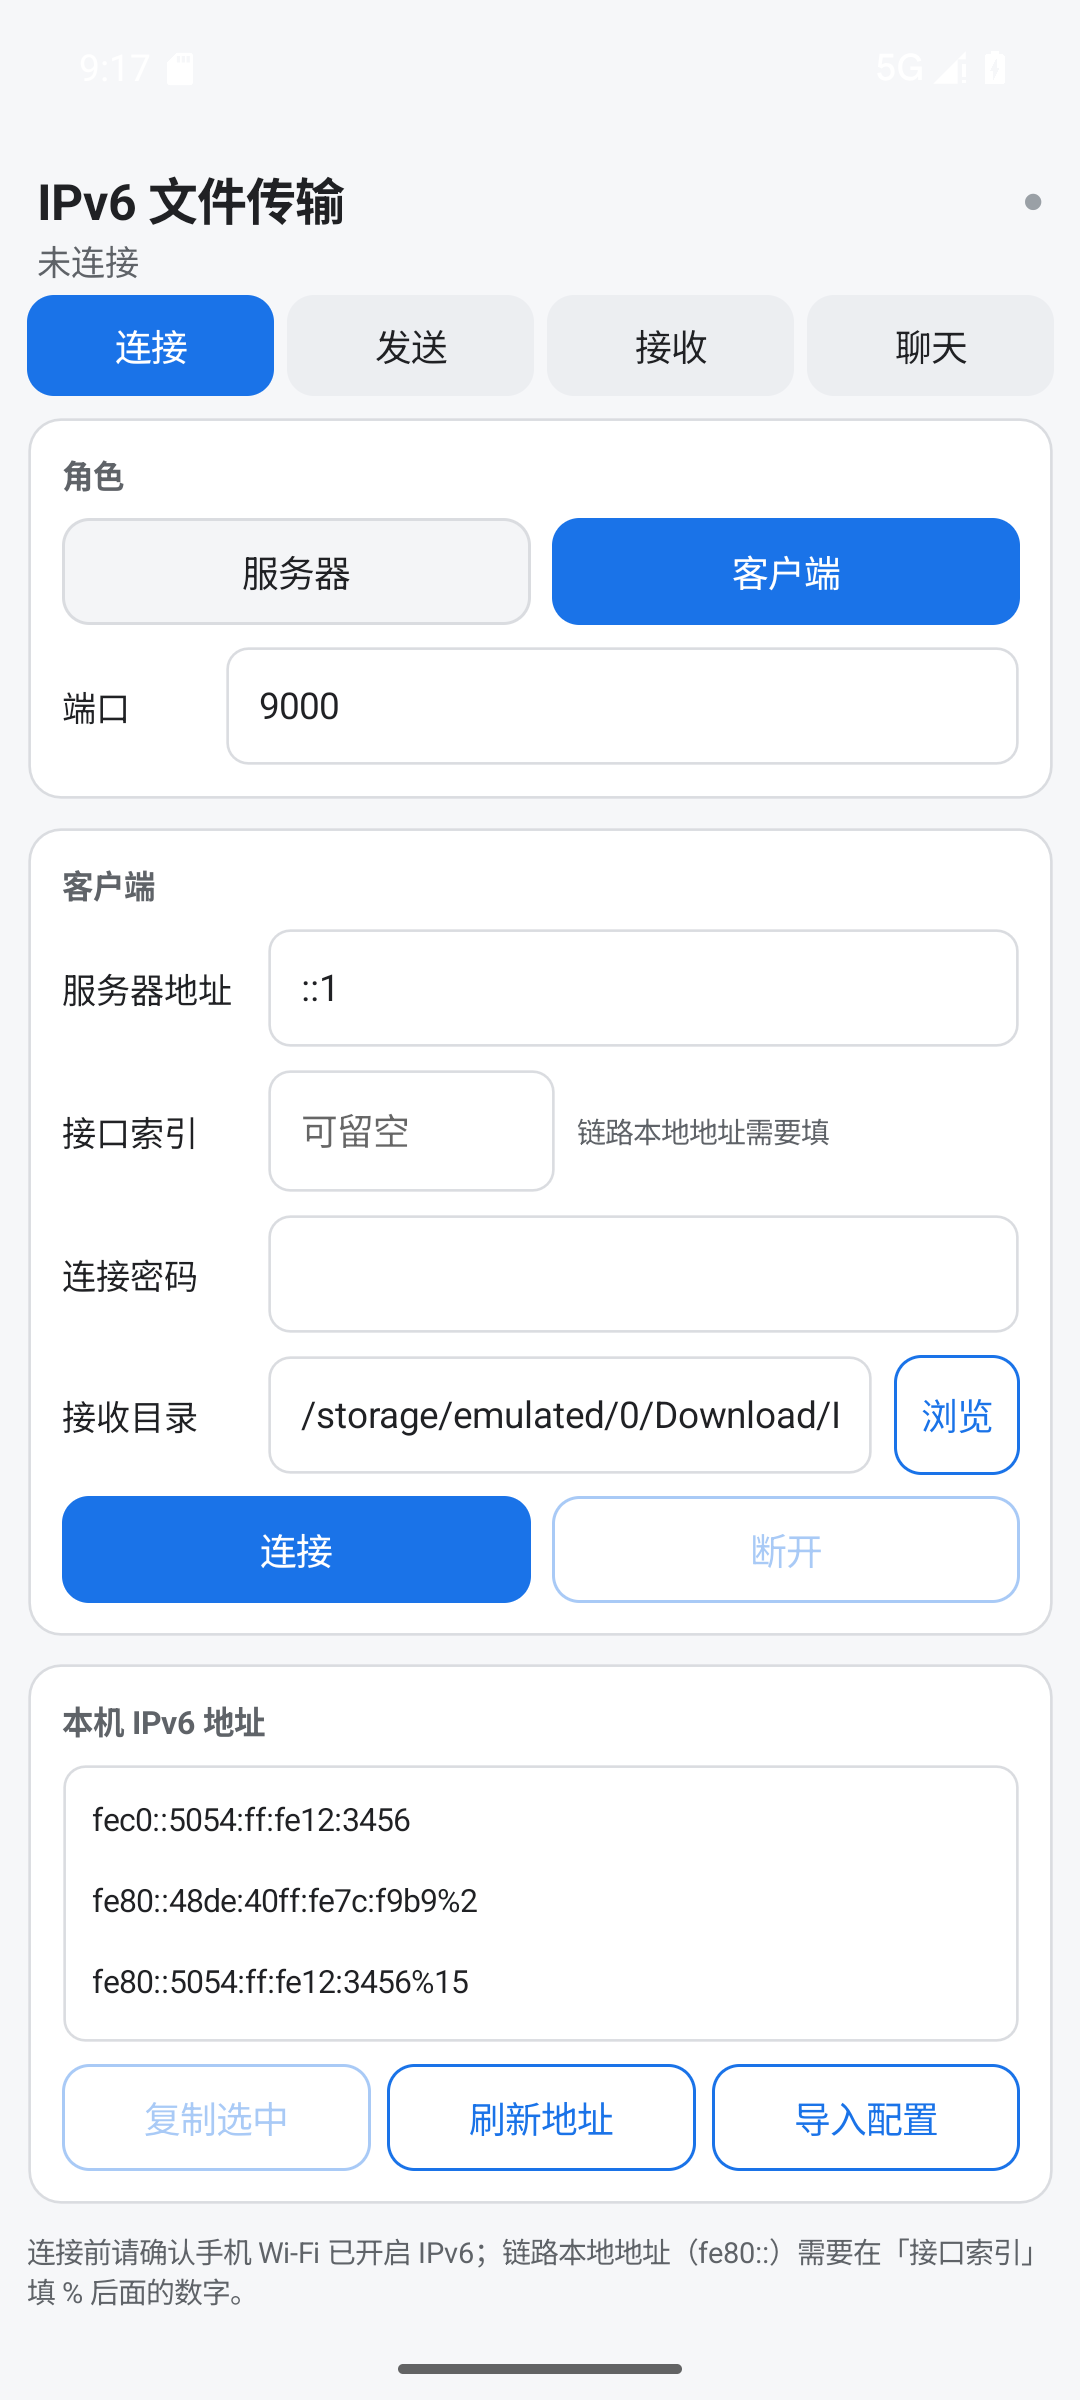 9:17
5G
IPv6 文件传输
未连接
连接 发送 接收 聊天
角色
服务器 客户端
端口 9000
客户端
服务器地址 ::1
接口索引 可留空 链路本地地址需要填
连接密码
接收目录 /storage/emulated/0/Download/I 浏览
连接 断开
本机 IPv6 地址
fec0::5054:ff:fe12:3456
fe80::48de:40ff:fe7c:f9b9%2
fe80::5054:ff:fe12:3456%15
复制选中 刷新地址 导入配置
连接前请确认手机 Wi-Fi 已开启 IPv6；链路本地地址（fe80::）需要在「接口索引」
填 % 后面的数字。